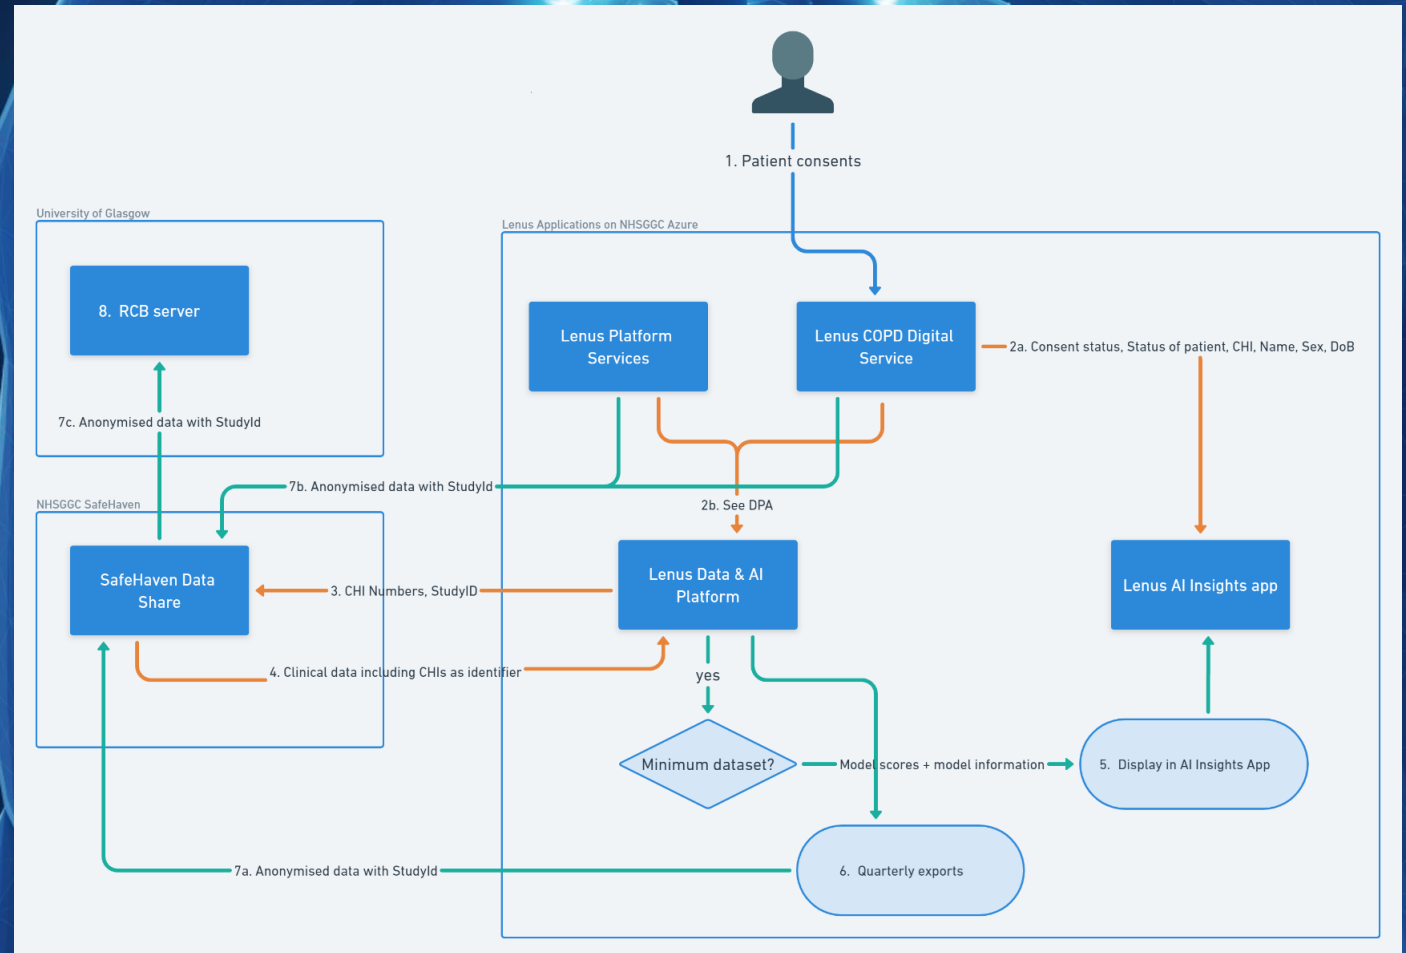 1. Patient consents
University of Glasgow
Lenus Applications on NHSGGC Azure
8. RCB server
Lenus Platform
Services
Lenus COPD Digital
Service
2a. Consent status, Status of patient, CHI, Name, Sex, DoB
7c. Anonymised data with StudyId
7b. Anonymised data with StudyId
NHSGGC SafeHaven
2b. See DPA
SafeHaven Data
Share
3. CHI Numbers, StudyID
Lenus Data & AI
Platform
Lenus AI Insights app
4. Clinical data including CHIs as identifier
yes
Minimum dataset?
Model scores + model information
5. Display in AI Insights App
7a. Anonymised data with StudyId
6. Quarterly exports